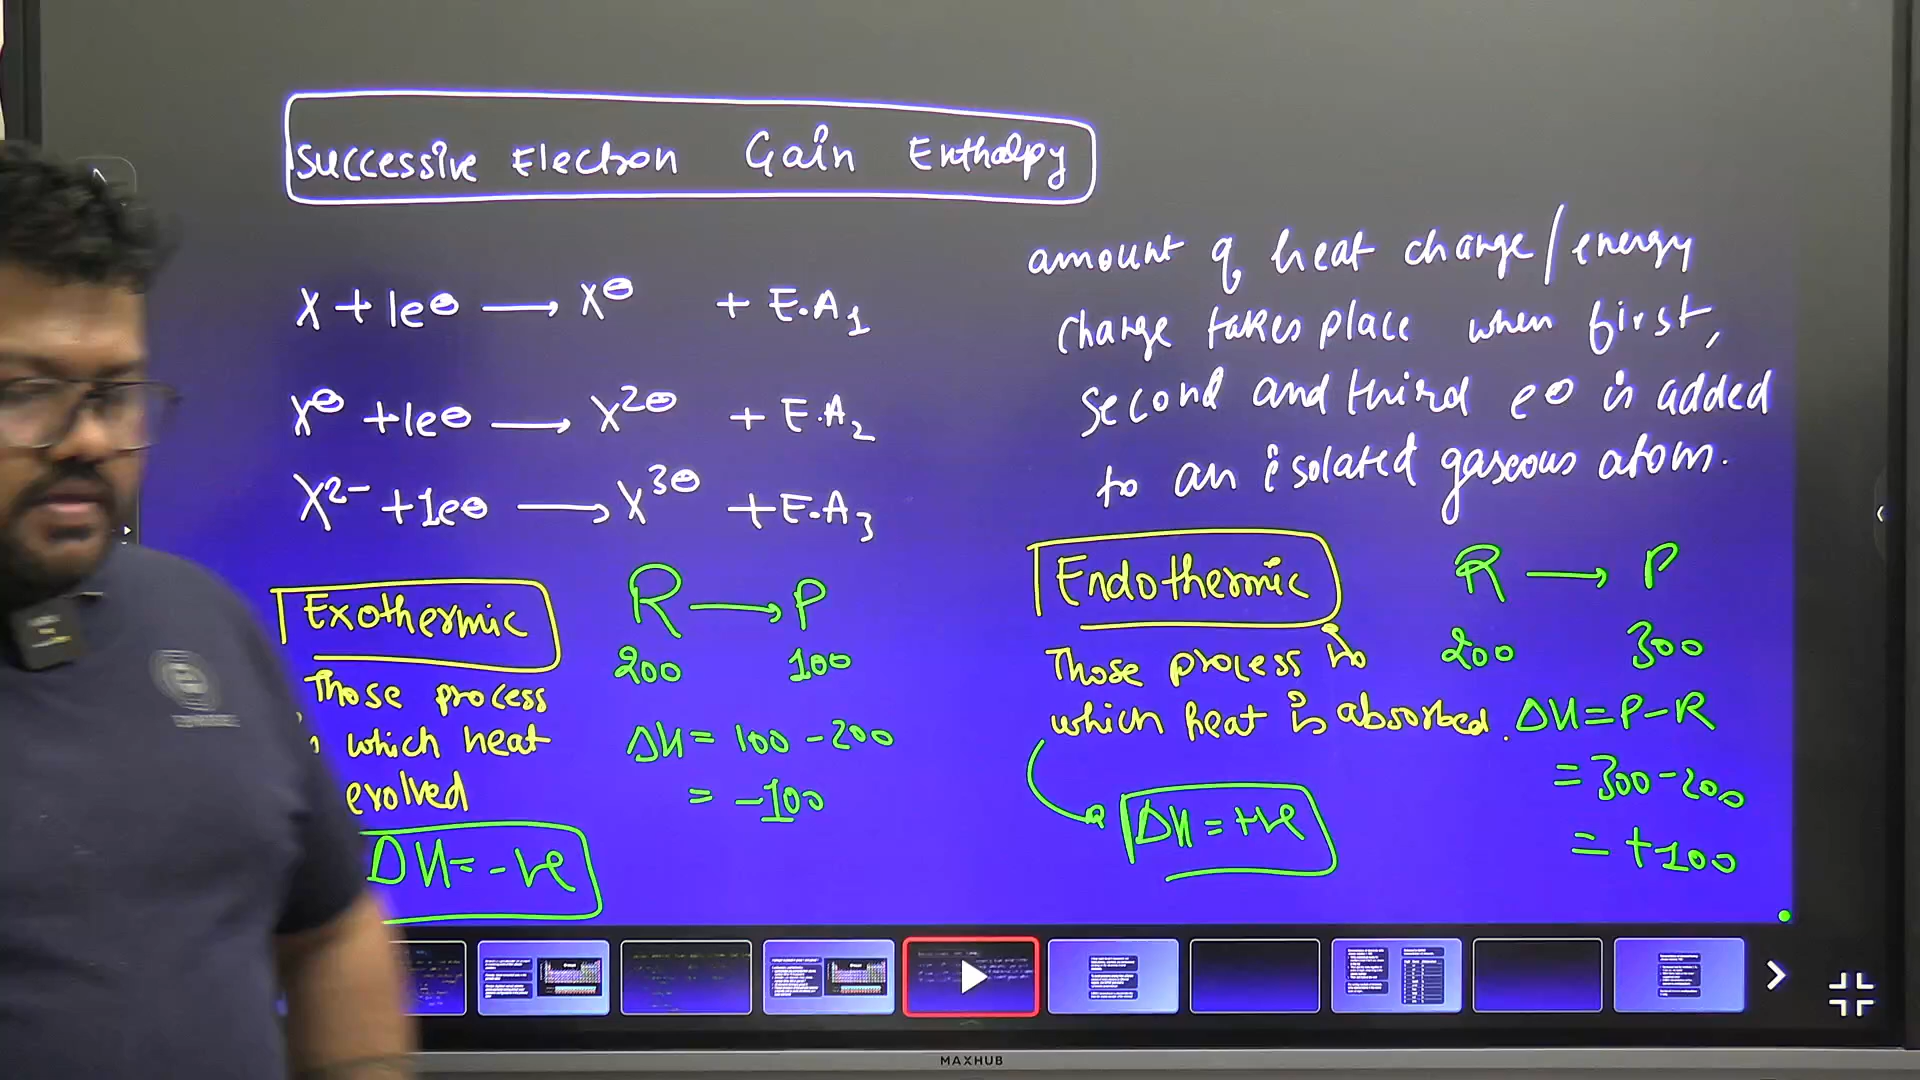 Successive Electron Gain Enthalpy
X + 1e⊖ → X⊖ + E.A₁
X⊖ + 1e⊖ → X²⊖ + E.A₂
X²⁻ + 1e⊖ → X³⊖ + E.A₃
amount of heat change/energy
change takes place when first,
second and third e⊖ is added
to an isolated gaseous atom.
Exothermic
Those process
which heat
evolved
ΔH = -ve
R → P
200 100
ΔH = 100 - 200
= -100
Endothermic
Those process in
which heat is absorbed.
ΔH = +ve
R → P
200 300
ΔH = P - R
= 300 - 200
= +100
MAXHUB